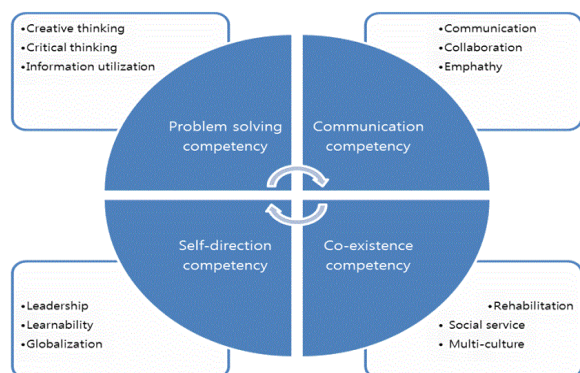 •Creative thinking
•Critical thinking
•Information utilization
•Communication
•Collaboration
•Emphathy
Problem solving
competency
Communication
competency
Self-direction
competency
Co-existence
competency
•Leadership
•Learnability
•Globalization
•Rehabilitation
• Social service
• Multi-culture